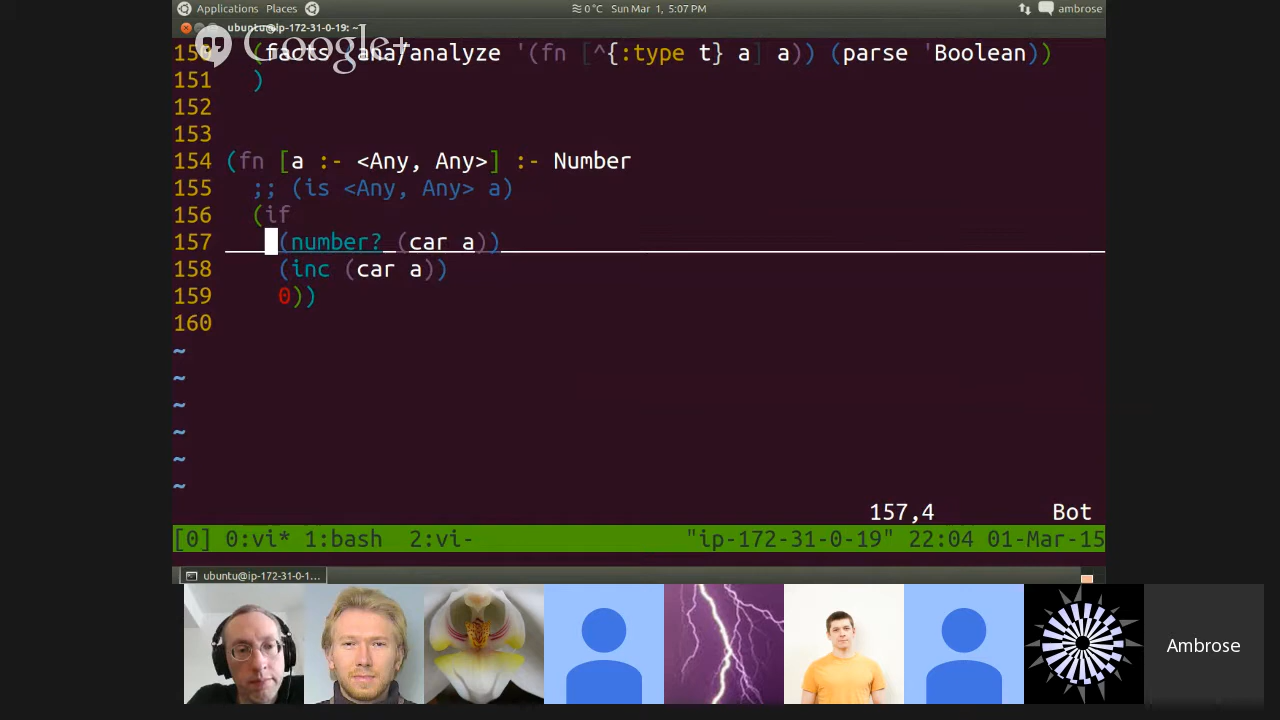 Applications Places 0 °C Sun Mar 1, 5:07 PM ambrose
ubuntu@ip-172-31-0-19: ~
Google+
150 (facts ana/analyze '(fn [^{:type t} a] a)) (parse 'Boolean))
151 )
152
153
154 (fn [a :- <Any, Any>] :- Number
155 ;; (is <Any, Any> a)
156 (if
157 (number? (car a))
158 (inc (car a))
159 0))
160
~
~
~
~
~
~
157,4 Bot
[0] 0:vi* 1:bash 2:vi- "ip-172-31-0-19" 22:04 01-Mar-15
ubuntu@ip-172-31-0-1...
Ambrose